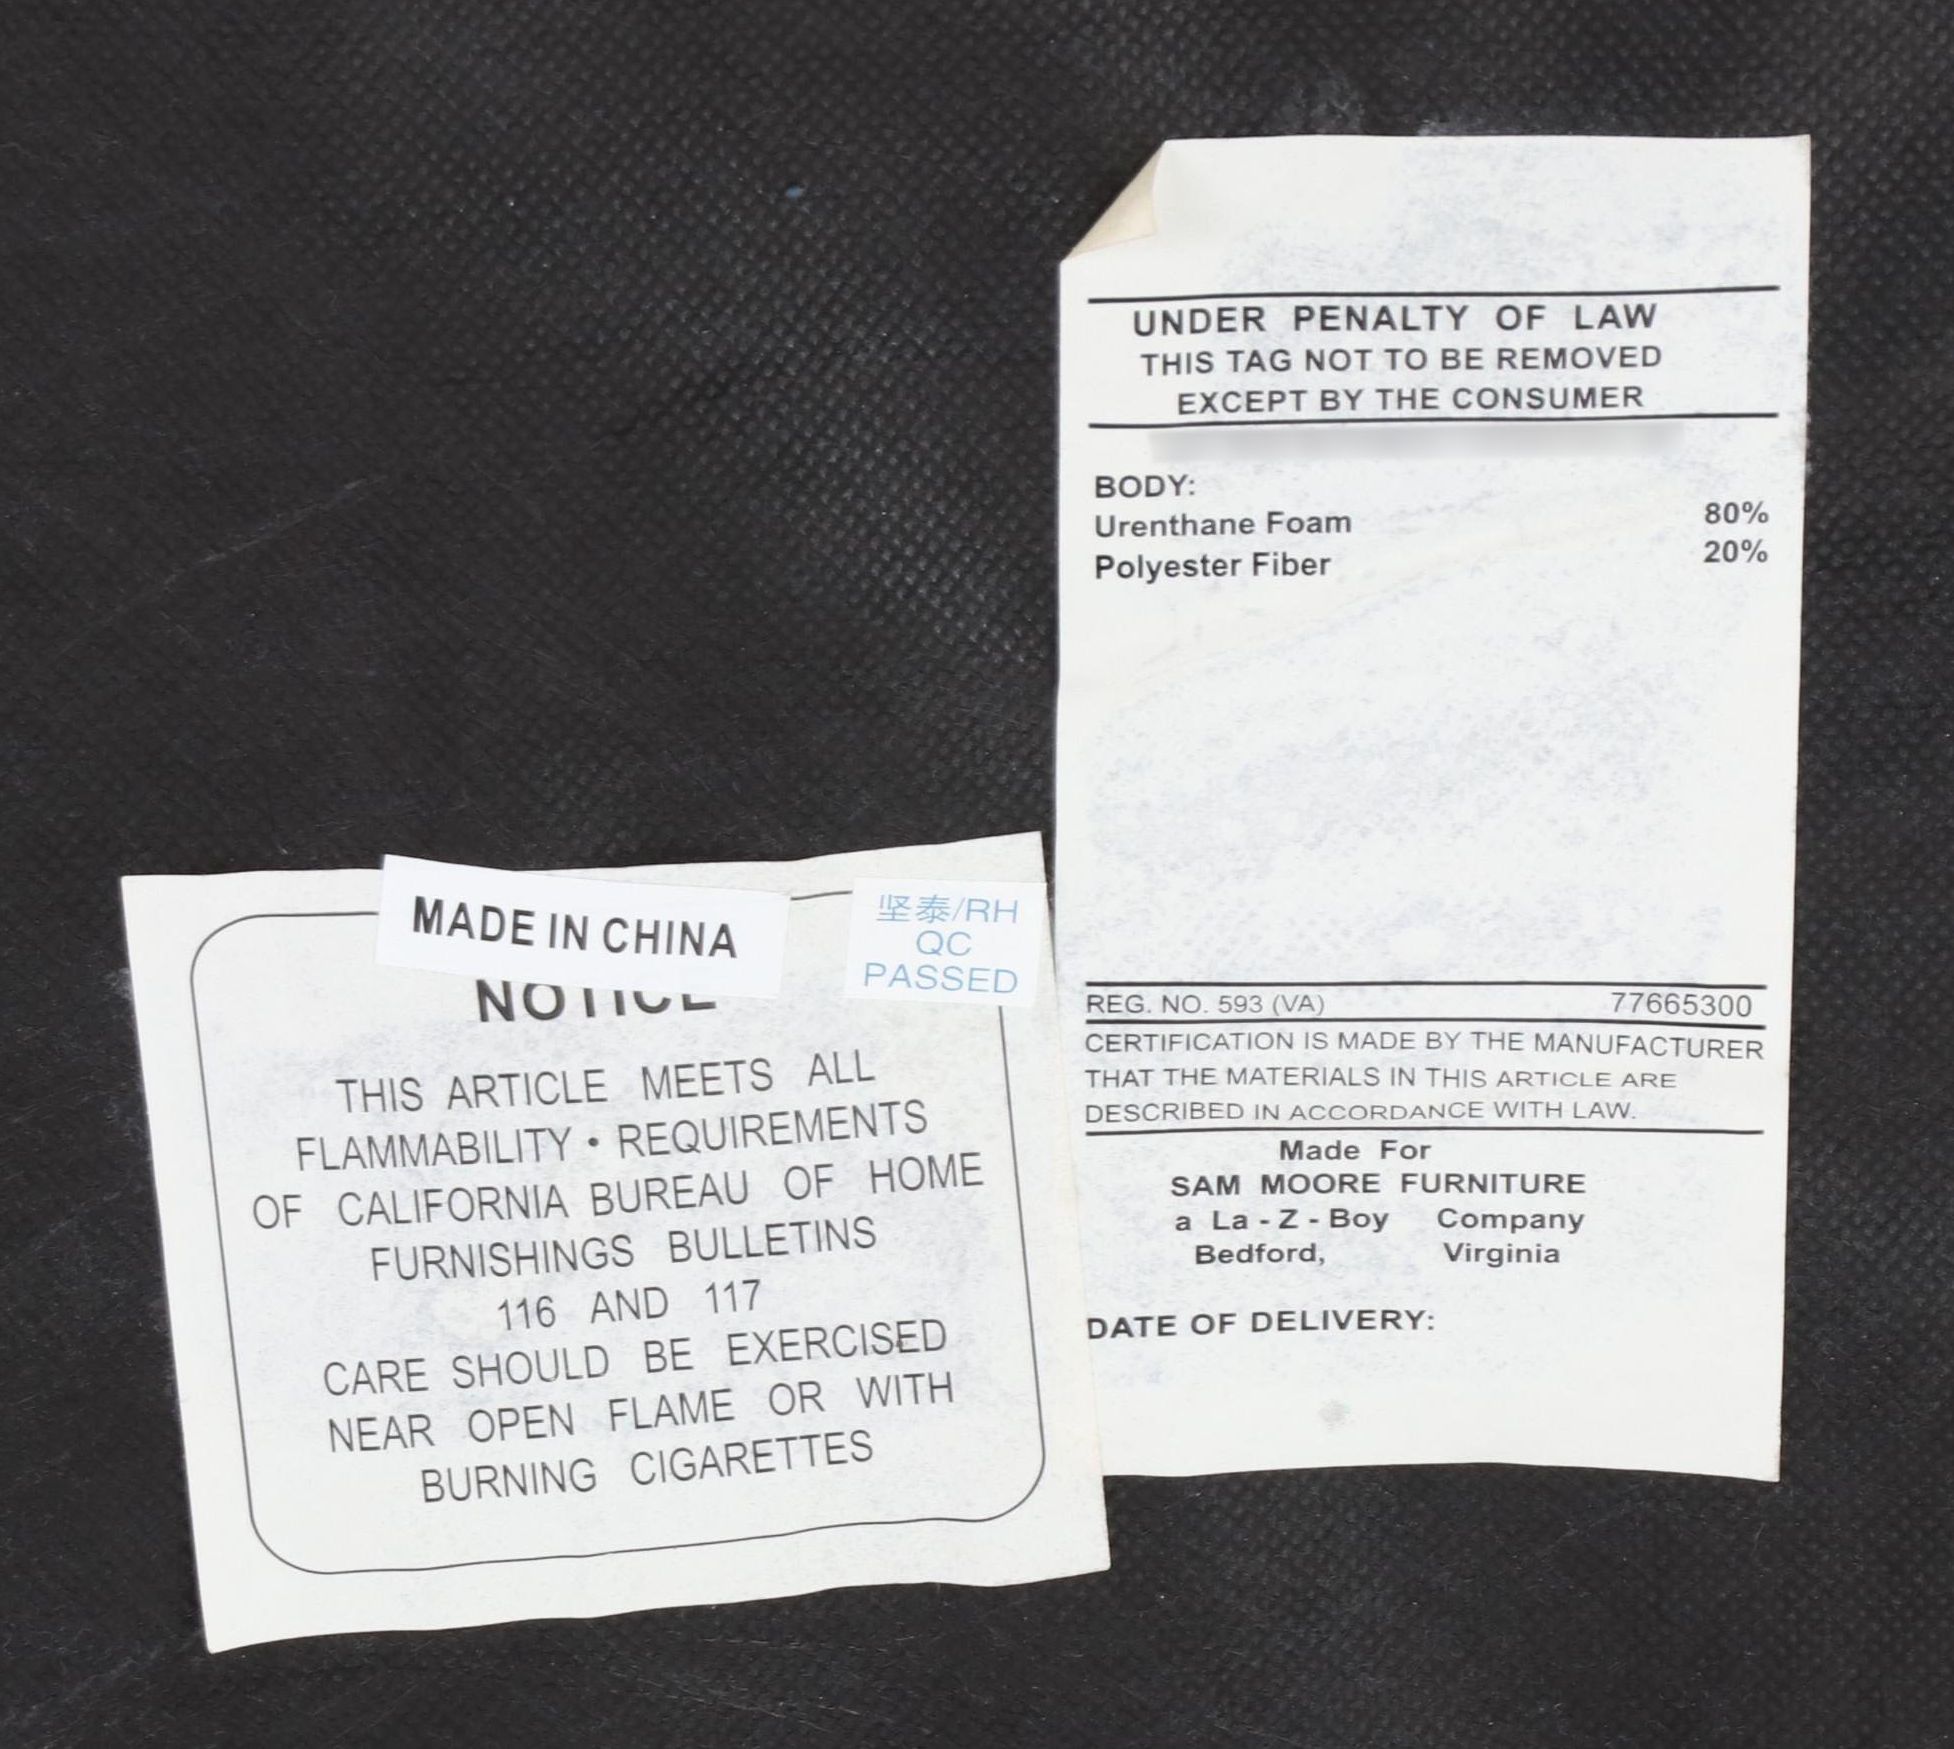 UNDER PENALTY OF LAW
THIS TAG NOT TO BE REMOVED
EXCEPT BY THE CONSUMER
BODY:
Urenthane Foam 80%
Polyester Fiber 20%
REG. NO. 593 (VA) 77665300
CERTIFICATION IS MADE BY THE MANUFACTURER
THAT THE MATERIALS IN THIS ARTICLE ARE
DESCRIBED IN ACCORDANCE WITH LAW.
Made For
SAM MOORE FURNITURE
a La-Z-Boy Company
Bedford, Virginia
DATE OF DELIVERY:
MADE IN CHINA
坚泰/RH
QC
PASSED
NOTICE
THIS ARTICLE MEETS ALL
FLAMMABILITY • REQUIREMENTS
OF CALIFORNIA BUREAU OF HOME
FURNISHINGS BULLETINS
116 AND 117
CARE SHOULD BE EXERCISED
NEAR OPEN FLAME OR WITH
BURNING CIGARETTES